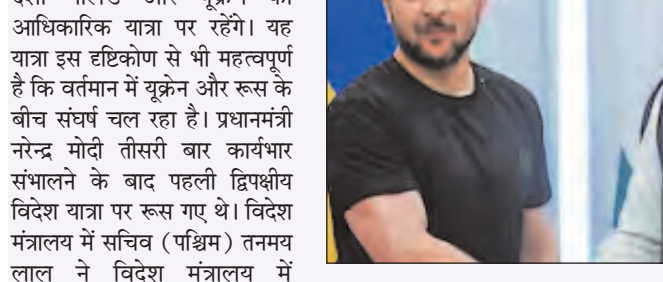 आधिकारिक यात्रा पर रहेंगे। यह
यात्रा इस दृष्टिकोण से भी महत्वपूर्ण
है कि वर्तमान में यूक्रेन और रूस के
बीच संघर्ष चल रहा है। प्रधानमंत्री
नरेन्द्र मोदी तीसरी बार कार्यभार
संभालने के बाद पहली द्विपक्षीय
विदेश यात्रा पर रूस गए थे। विदेश
मंत्रालय में सचिव (पश्चिम) तनमय
लाल ने विदेश मंत्रालय में